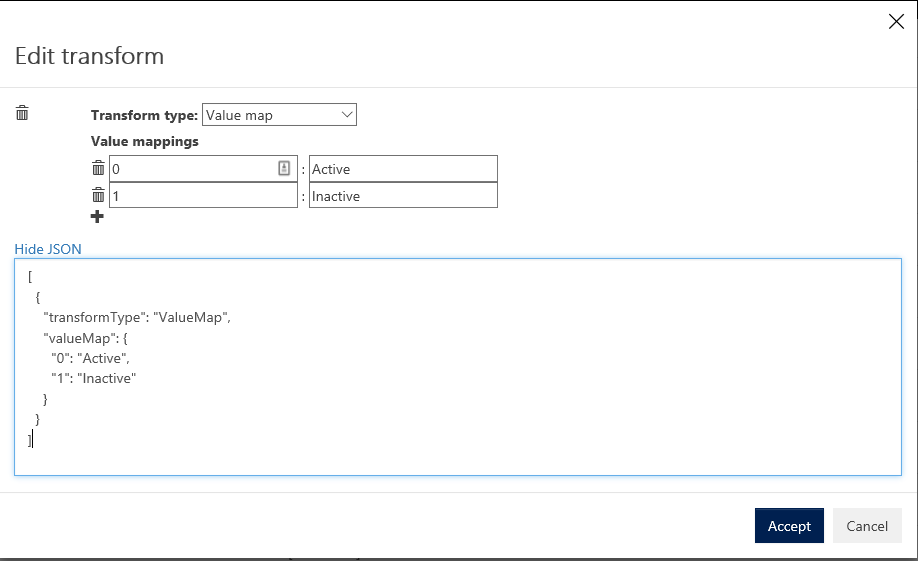 Edit transform
Transform type: Value map
Value mappings
0 : Active
1 : Inactive
Hide JSON
[
{
"transformType": "ValueMap",
"valueMap": {
"0": "Active",
"1": "Inactive"
}
}
]
Accept Cancel